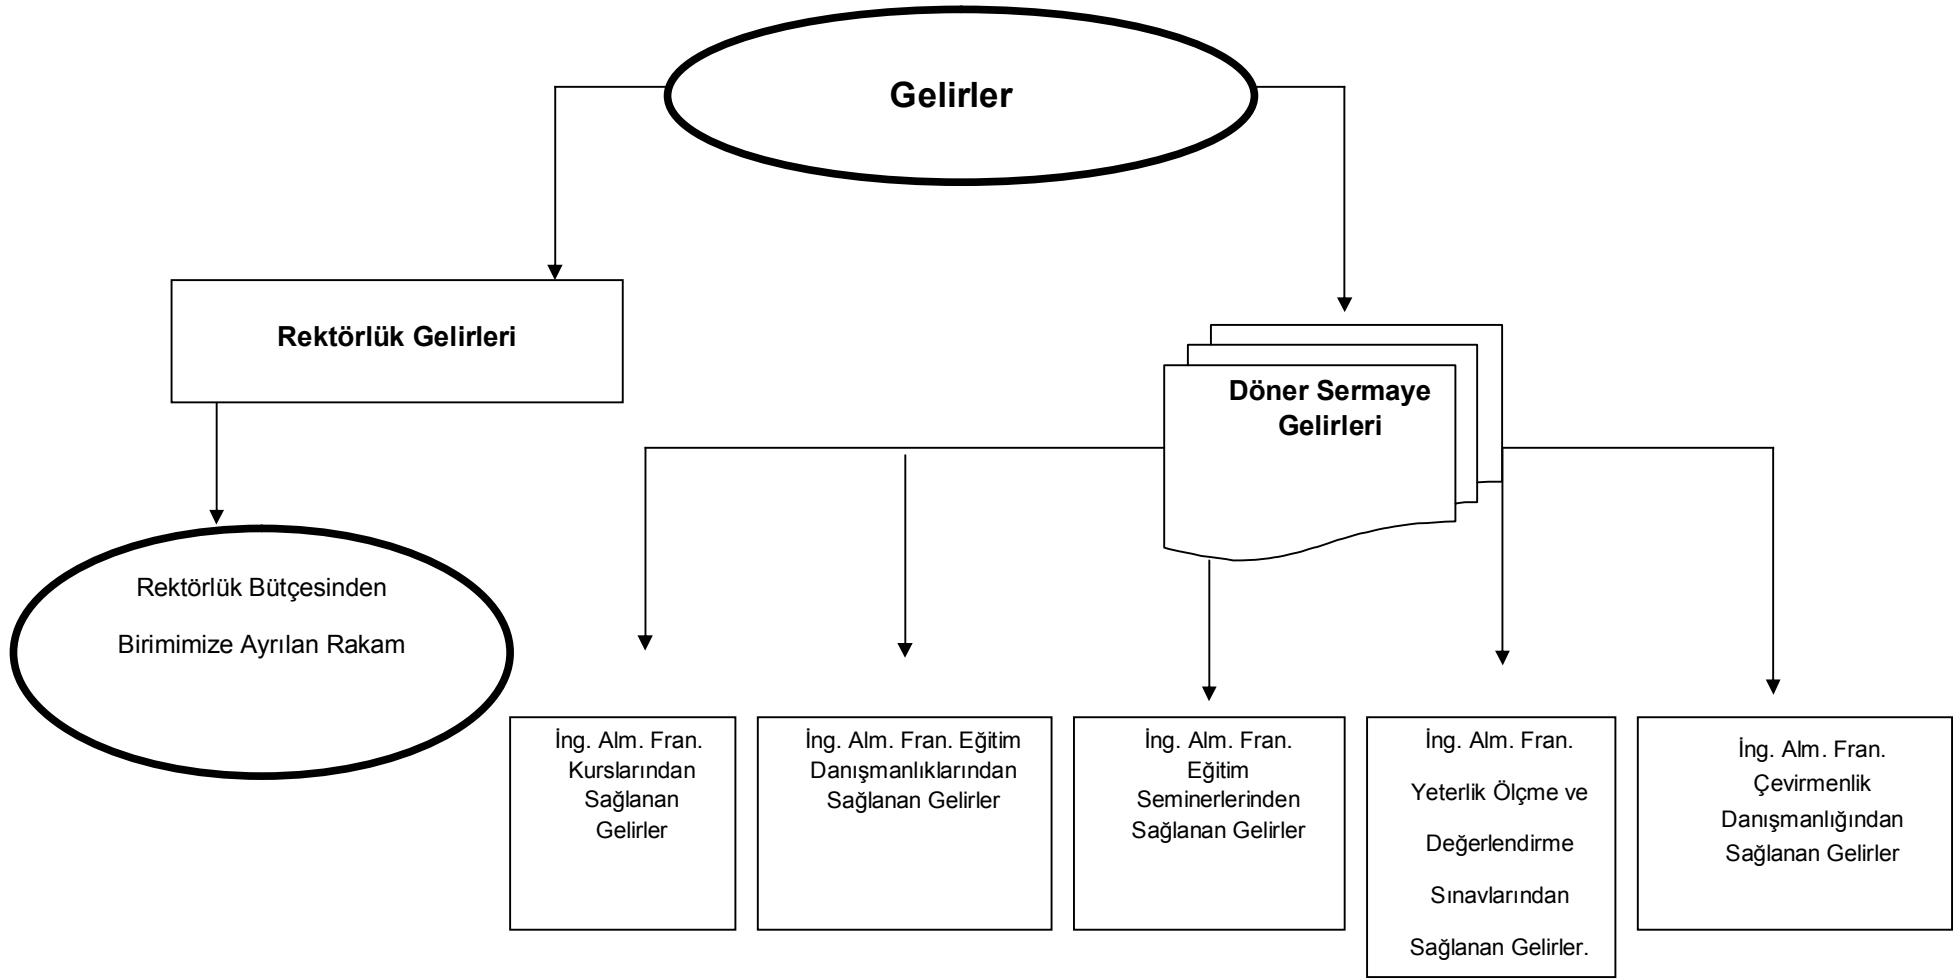 Gelirler
Rektörlük Gelirleri
Döner Sermaye
Gelirleri
Rektörlük Bütçesinden
Birimimize Ayrılan Rakam
İng. Alm. Fran.
Kurslarından
Sağlanan
Gelirler
İng. Alm. Fran. Eğitim
Danışmanlıklarından
Sağlanan Gelirler
İng. Alm. Fran.
Eğitim
Seminerlerinden
Sağlanan Gelirler
İng. Alm. Fran.
Yeterlik Ölçme ve
Değerlendirme
Sınavlarından
Sağlanan Gelirler.
İng. Alm. Fran.
Çevirmenlik
Danışmanlığından
Sağlanan Gelirler